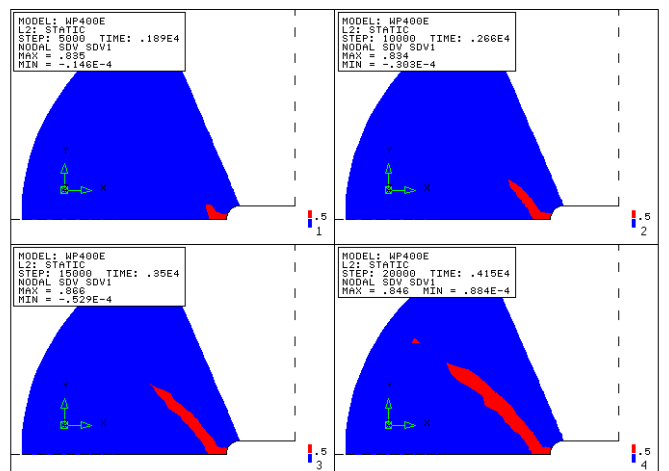 MODEL: WP400E
L2: STATIC
STEP: 5000 TIME: .189E4
NODAL SDV SDV1
MAX = .835
MIN = -.146E-4
Y
X
.5
1
MODEL: WP400E
L2: STATIC
STEP: 10000 TIME: .266E4
NODAL SDV SDV1
MAX = .834
MIN = -.303E-4
Y
X
.5
2
MODEL: WP400E
L2: STATIC
STEP: 15000 TIME: .35E4
NODAL SDV SDV1
MAX = .866
MIN = -.529E-4
Y
X
.5
3
MODEL: WP400E
L2: STATIC
STEP: 20000 TIME: .415E4
NODAL SDV SDV1
MAX = .846 MIN = .884E-4
Y
X
.5
4